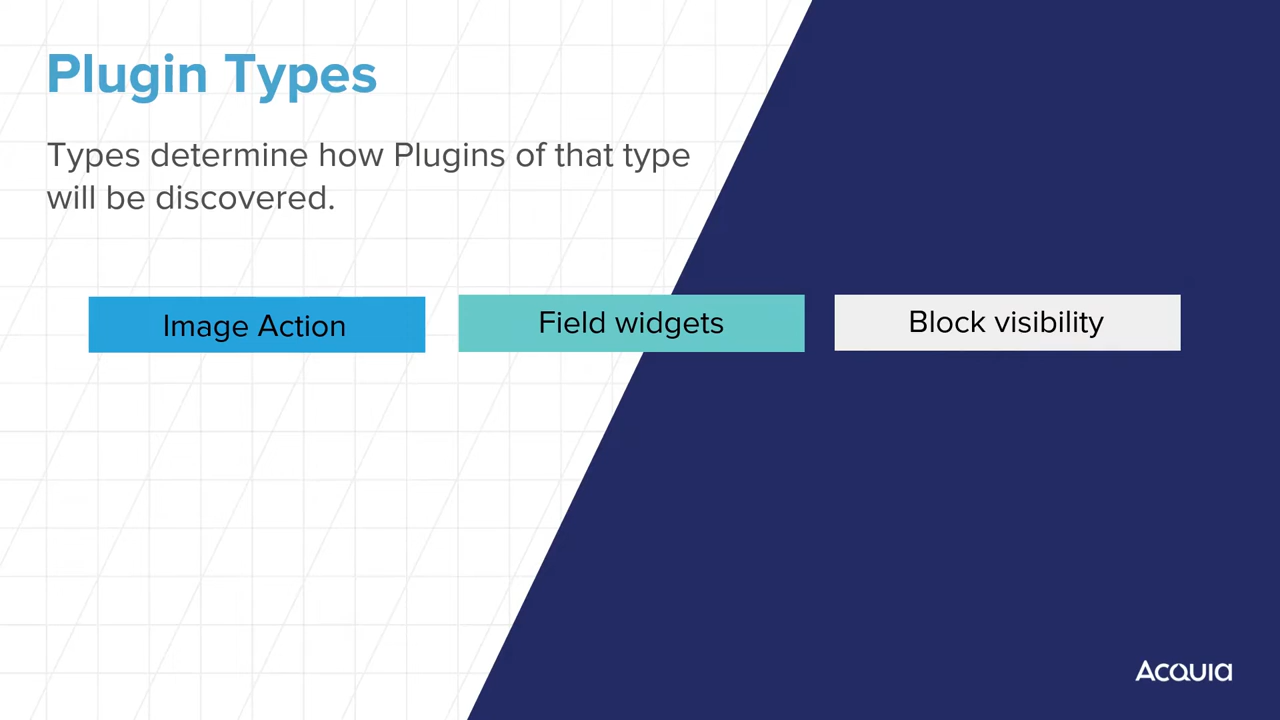 Plugin Types
Types determine how Plugins of that type
will be discovered.
Image Action
Field widgets
Block visibility
Acquia